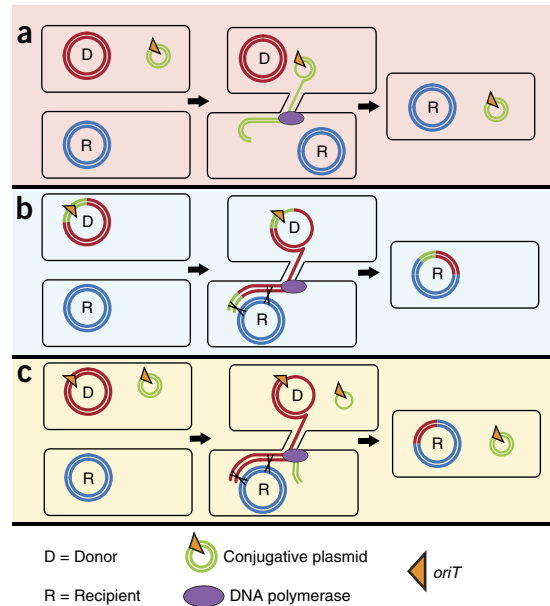 a
D
D
R
R
R
b
D
D
R
R
R
c
D
D
R
R
R
D = Donor
Conjugative plasmid
oriT
R = Recipient
DNA polymerase